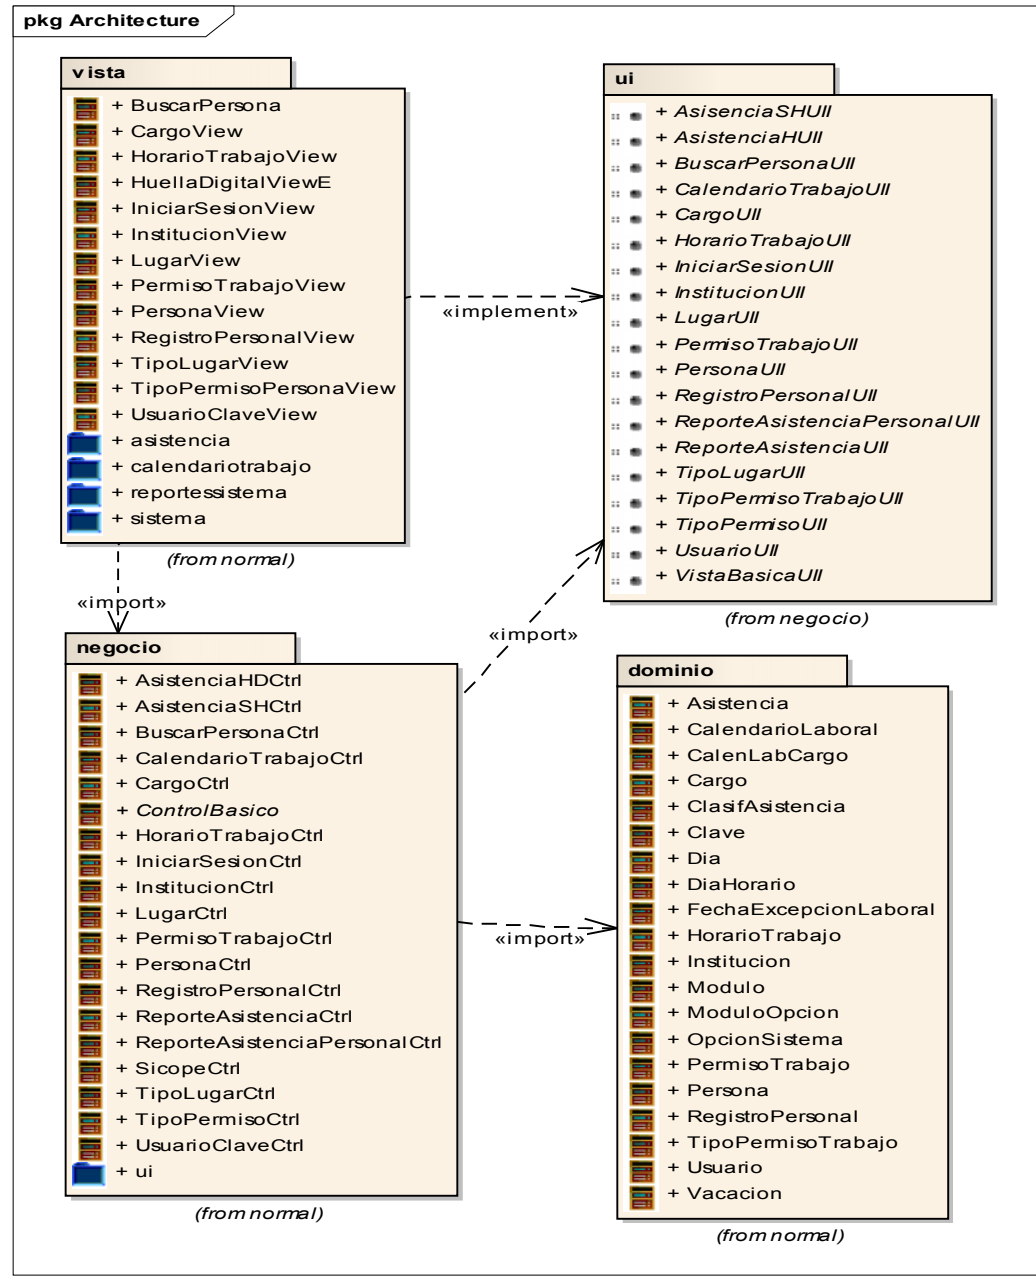 pkg Architecture
vista
+ BuscarPersona
+ CargoView
+ HorarioTrabajoView
+ HuellaDigitalViewE
+ IniciarSesionView
+ InstitucionView
+ LugarView
+ PermisoTrabajoView
+ PersonaView
+ RegistroPersonalView
+ TipoLugarView
+ TipoPermisoPersonaView
+ UsuarioClaveView
+ asistencia
+ calendariotrabajo
+ reportessistema
+ sistema
(from normal)
«implement»
ui
+ AsisenciaSHUII
+ AsistenciaHUII
+ BuscarPersonaUII
+ CalendarioTrabajoUII
+ CargoUII
+ HorarioTrabajoUII
+ IniciarSesionUII
+ InstitucionUII
+ LugarUII
+ PermisoTrabajoUII
+ PersonaUII
+ RegistroPersonalUII
+ ReporteAsistenciaPersonalUII
+ ReporteAsistenciaUII
+ TipoLugarUII
+ TipoPermisoTrabajoUII
+ TipoPermisoUII
+ UsuarioUII
+ VistaBasicaUII
(from negocio)
«import»
«import»
negocio
+ AsistenciaHDCtrl
+ AsistenciaSHCtrl
+ BuscarPersonaCtrl
+ CalendarioTrabajoCtrl
+ CargoCtrl
+ ControlBasico
+ HorarioTrabajoCtrl
+ IniciarSesionCtrl
+ InstitucionCtrl
+ LugarCtrl
+ PermisoTrabajoCtrl
+ PersonaCtrl
+ RegistroPersonalCtrl
+ ReporteAsistenciaCtrl
+ ReporteAsistenciaPersonalCtrl
+ SicopeCtrl
+ TipoLugarCtrl
+ TipoPermisoCtrl
+ UsuarioClaveCtrl
+ ui
(from normal)
«import»
dominio
+ Asistencia
+ CalendarioLaboral
+ CalenLabCargo
+ Cargo
+ ClasifAsistencia
+ Clave
+ Dia
+ DiaHorario
+ FechaExcepcionLaboral
+ HorarioTrabajo
+ Institucion
+ Modulo
+ ModuloOpcion
+ OpcionSistema
+ PermisoTrabajo
+ Persona
+ RegistroPersonal
+ TipoPermisoTrabajo
+ Usuario
+ Vacacion
(from normal)